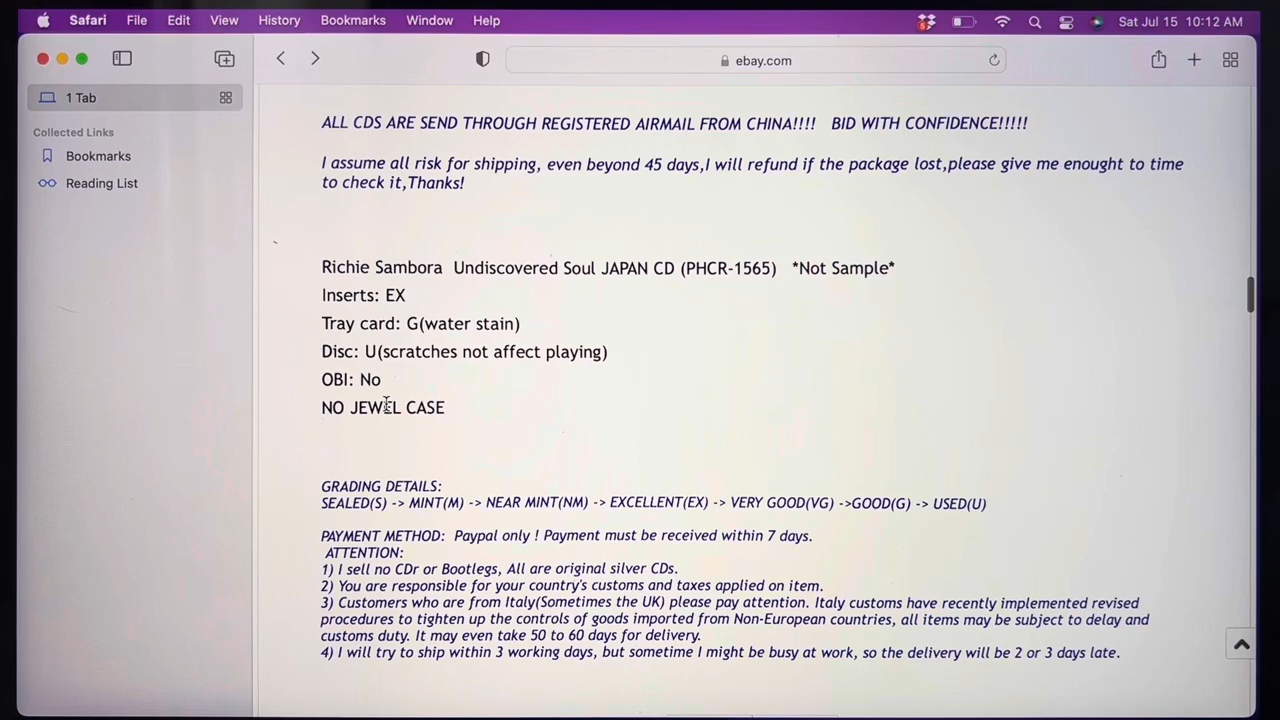 Safari File Edit View History Bookmarks Window Help 5 Sat Jul 15 10:12 AM
1 Tab
ebay.com
Collected Links
Bookmarks
Reading List
ALL CDS ARE SEND THROUGH REGISTERED AIRMAIL FROM CHINA!!!! BID WITH CONFIDENCE!!!!!
I assume all risk for shipping, even beyond 45 days,I will refund if the package lost,please give me enought to time
to check it,Thanks!
Richie Sambora Undiscovered Soul JAPAN CD (PHCR-1565) *Not Sample*
Inserts: EX
Tray card: G(water stain)
Disc: U(scratches not affect playing)
OBI: No
NO JEWEL CASE
GRADING DETAILS:
SEALED(S) -> MINT(M) -> NEAR MINT(NM) -> EXCELLENT(EX) -> VERY GOOD(VG) ->GOOD(G) -> USED(U)
PAYMENT METHOD: Paypal only ! Payment must be received within 7 days.
ATTENTION:
1) I sell no CDr or Bootlegs, All are original silver CDs.
2) You are responsible for your country's customs and taxes applied on item.
3) Customers who are from Italy(Sometimes the UK) please pay attention. Italy customs have recently implemented revised
procedures to tighten up the controls of goods imported from Non-European countries, all items may be subject to delay and
customs duty. It may even take 50 to 60 days for delivery.
4) I will try to ship within 3 working days, but sometime I might be busy at work, so the delivery will be 2 or 3 days late.